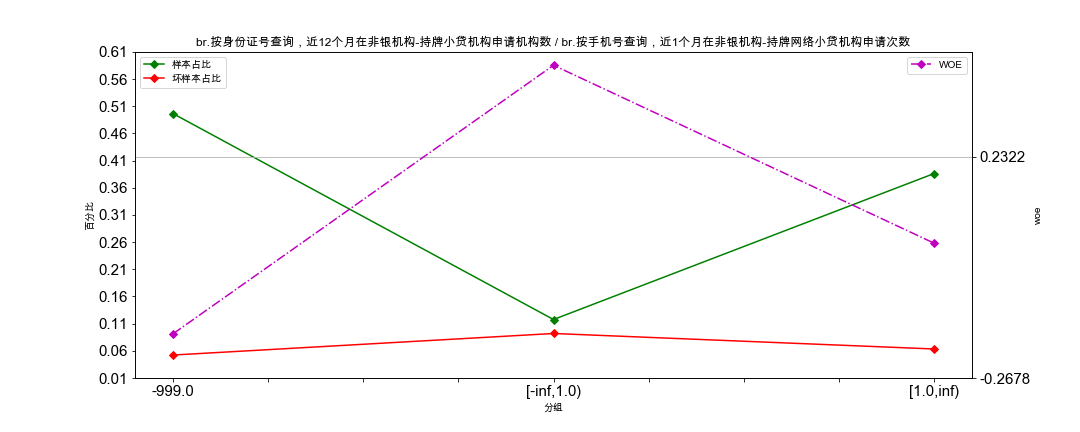 br.按身份证号查询，近12个月在非银机构-持牌小贷机构申请机构数 / br.按手机号查询，近1个月在非银机构-持牌网络小贷机构申请次数
0.61
0.56
0.51
0.46
0.41
0.36
0.31
0.26
0.21
0.16
0.11
0.06
0.01
百分比
样本占比
坏样本占比
WOE
0.2322
-0.2678
woe
-999.0
[-inf,1.0)
[1.0,inf)
分组